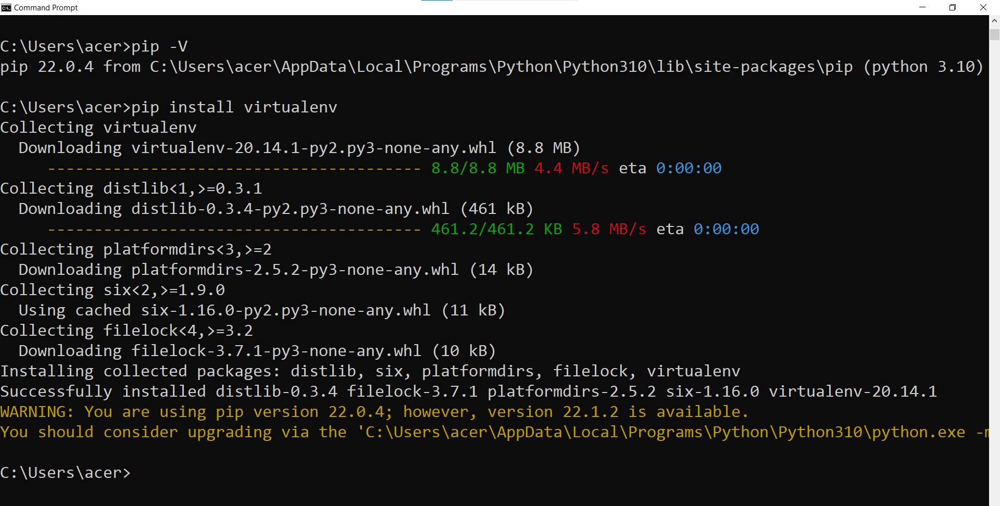 Command Prompt
C:\Users\acer>pip -V
pip 22.0.4 from C:\Users\acer\AppData\Local\Programs\Python\Python310\lib\site-packages\pip (python 3.10)
C:\Users\acer>pip install virtualenv
Collecting virtualenv
  Downloading virtualenv-20.14.1-py2.py3-none-any.whl (8.8 MB)
     ---------------------------------------- 8.8/8.8 MB 4.4 MB/s eta 0:00:00
Collecting distlib<1,>=0.3.1
  Downloading distlib-0.3.4-py2.py3-none-any.whl (461 kB)
     ---------------------------------------- 461.2/461.2 KB 5.8 MB/s eta 0:00:00
Collecting platformdirs<3,>=2
  Downloading platformdirs-2.5.2-py3-none-any.whl (14 kB)
Collecting six<2,>=1.9.0
  Using cached six-1.16.0-py2.py3-none-any.whl (11 kB)
Collecting filelock<4,>=3.2
  Downloading filelock-3.7.1-py3-none-any.whl (10 kB)
Installing collected packages: distlib, six, platformdirs, filelock, virtualenv
Successfully installed distlib-0.3.4 filelock-3.7.1 platformdirs-2.5.2 six-1.16.0 virtualenv-20.14.1
WARNING: You are using pip version 22.0.4; however, version 22.1.2 is available.
You should consider upgrading via the 'C:\Users\acer\AppData\Local\Programs\Python\Python310\python.exe -m
C:\Users\acer>